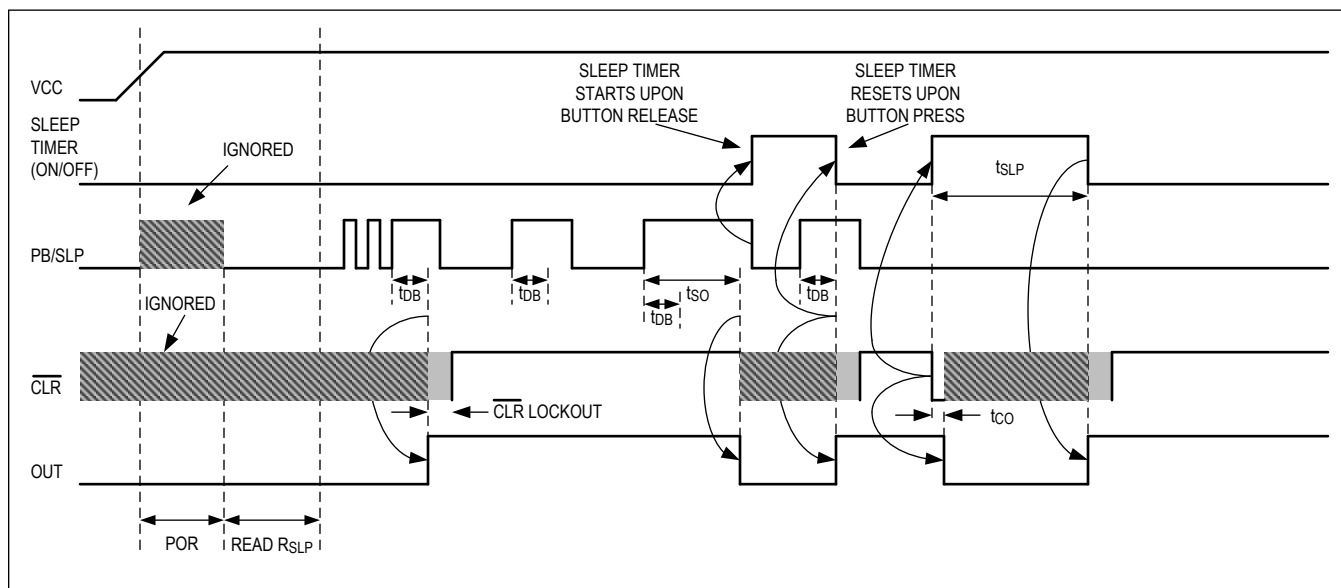 VCC
SLEEP
TIMER
(ON/OFF)
IGNORED
SLEEP TIMER
STARTS UPON
BUTTON RELEASE
SLEEP TIMER
RESETS UPON
BUTTON PRESS
tSLP
PB/SLP
tDB
tDB
tSO
tDB
tDB
IGNORED
CLR
CLR LOCKOUT
tCO
OUT
POR
READ RSLP